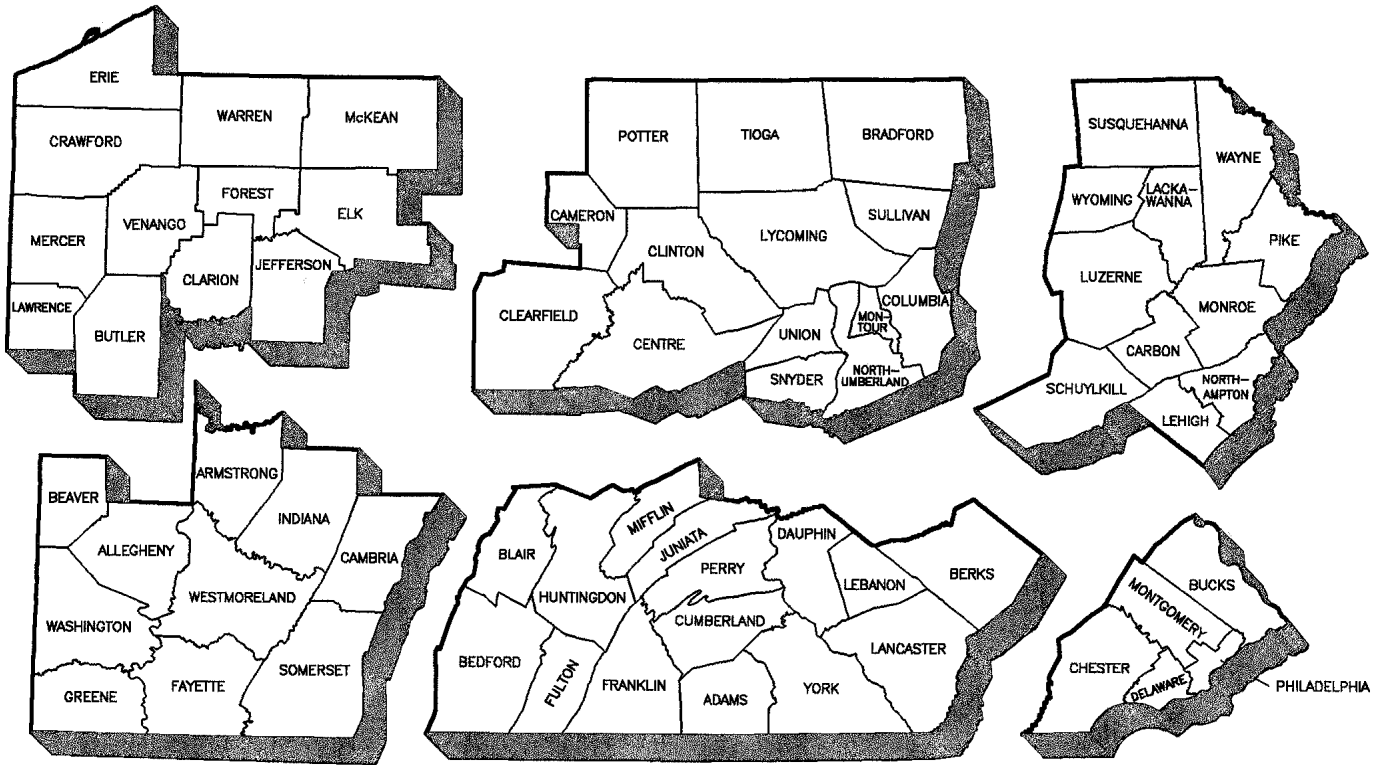 ERIE
CRAWFORD
WARREN
McKEAN
VENANGO
FOREST
ELK
MERCER
CLARION
JEFFERSON
LAWRENCE
BUTLER
POTTER
TIOGA
BRADFORD
CAMERON
CLINTON
LYCOMING
SULLIVAN
CLEARFIELD
CENTRE
UNION
MON-
TOUR
COLUMBIA
SNYDER
NORTH-
UMBERLAND
SUSQUEHANNA
WAYNE
WYOMING
LACKA-
WANNA
PIKE
LUZERNE
MONROE
CARBON
SCHUYLKILL
NORTH-
AMPTON
LEHIGH
BEAVER
ARMSTRONG
INDIANA
ALLEGHENY
CAMBRIA
WESTMORELAND
WASHINGTON
SOMERSET
GREENE
FAYETTE
BLAIR
MIFFLIN
JUNIATA
DAUPHIN
PERRY
LEBANON
BERKS
HUNTINGDON
CUMBERLAND
LANCASTER
BEDFORD
FULTON
FRANKLIN
ADAMS
YORK
BUCKS
MONTGOMERY
CHESTER
DELAWARE
PHILADELPHIA